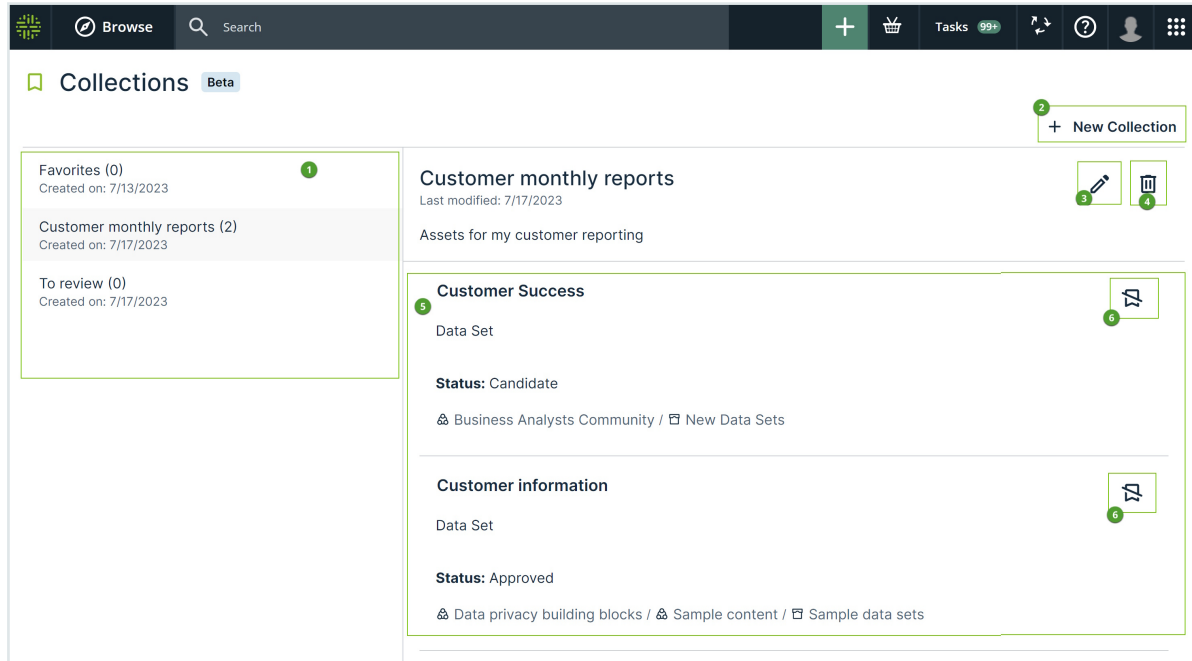 Browse
Search
Tasks 99+
Collections Beta
2
+ New Collection
Favorites (0)
1
Created on: 7/13/2023
Customer monthly reports (2)
Created on: 7/17/2023
To review (0)
Created on: 7/17/2023
Customer monthly reports
Last modified: 7/17/2023
3
4
Assets for my customer reporting
Customer Success
5
6
Data Set
Status: Candidate
Business Analysts Community / New Data Sets
Customer information
6
Data Set
Status: Approved
Data privacy building blocks / Sample content / Sample data sets